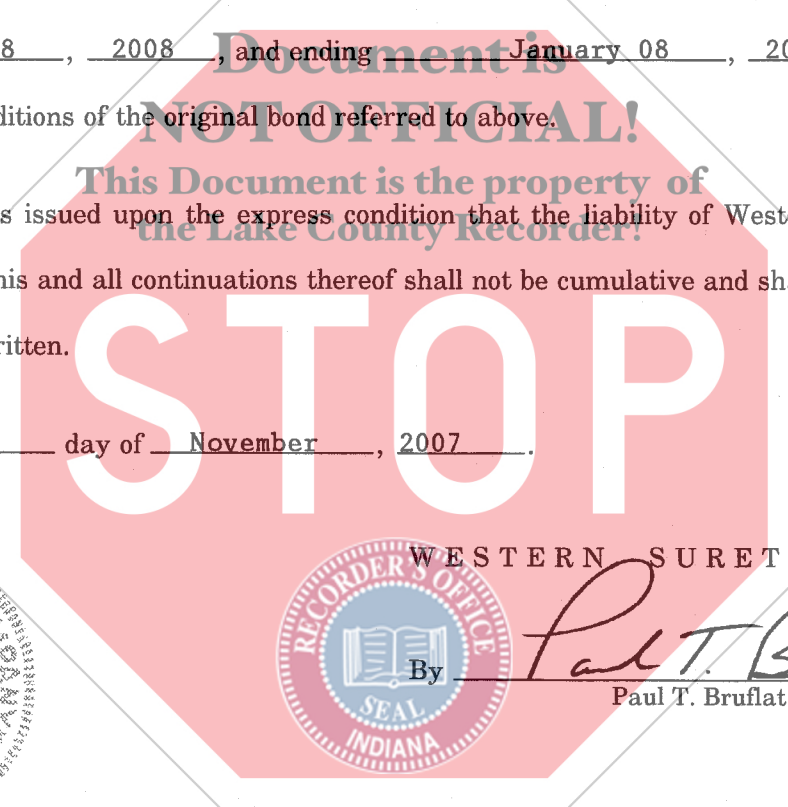 8 , 2008 , and ending January 08 , 20
Document is
ditions of the original bond referred to above.
NOT OFFICIAL!
This Document is the property of
s issued upon the express condition that the liability of West
the Lake County Recorder!
his and all continuations thereof shall not be cumulative and sh
STOP
ritten.
day of November , 2007 .
WESTERN SURET
RECORDER'S OFFICE
SEAL
INDIANA
By Paul T. B
Paul T. Bruflat